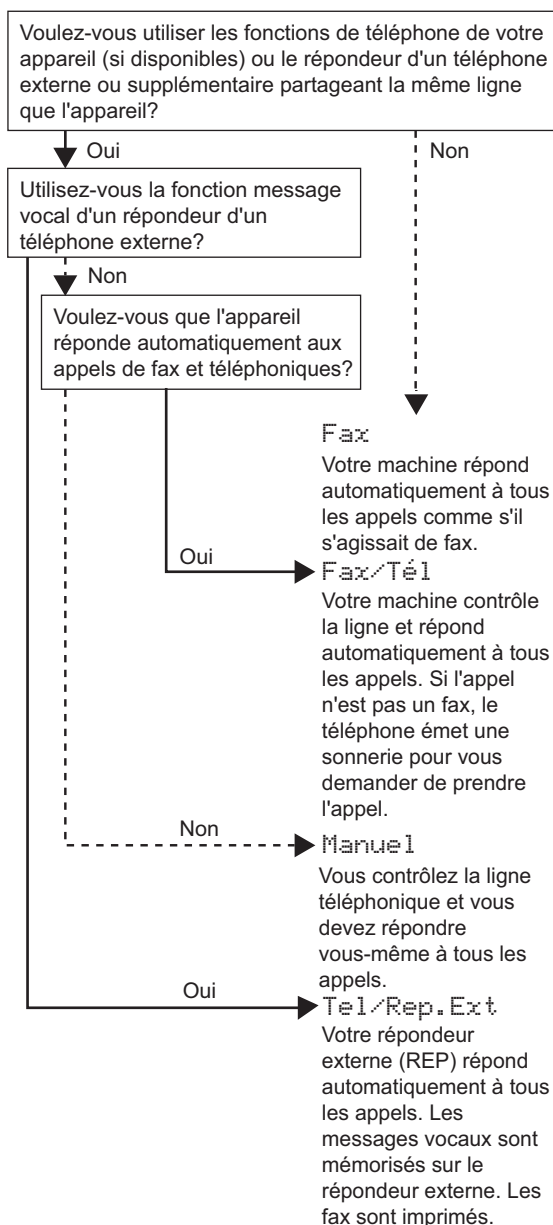 Voulez-vous utiliser les fonctions de téléphone de votre
appareil (si disponibles) ou le répondeur d'un téléphone
externe ou supplémentaire partageant la même ligne
que l'appareil?
Oui
Non
Utilisez-vous la fonction message
vocal d'un répondeur d'un
téléphone externe?
Non
Voulez-vous que l'appareil
réponde automatiquement aux
appels de fax et téléphoniques?
Fax
Votre machine répond
automatiquement à tous
les appels comme s'il
s'agissait de fax.
Oui
Fax/Tél
Votre machine contrôle
la ligne et répond
automatiquement à tous
les appels. Si l'appel
n'est pas un fax, le
téléphone émet une
sonnerie pour vous
demander de prendre
l'appel.
Non
Manuel
Vous contrôlez la ligne
téléphonique et vous
devez répondre
vous-même à tous les
appels.
Oui
Tel/Rep.Ext
Votre répondeur
externe (REP) répond
automatiquement à tous
les appels. Les
messages vocaux sont
mémorisés sur le
répondeur externe. Les
fax sont imprimés.